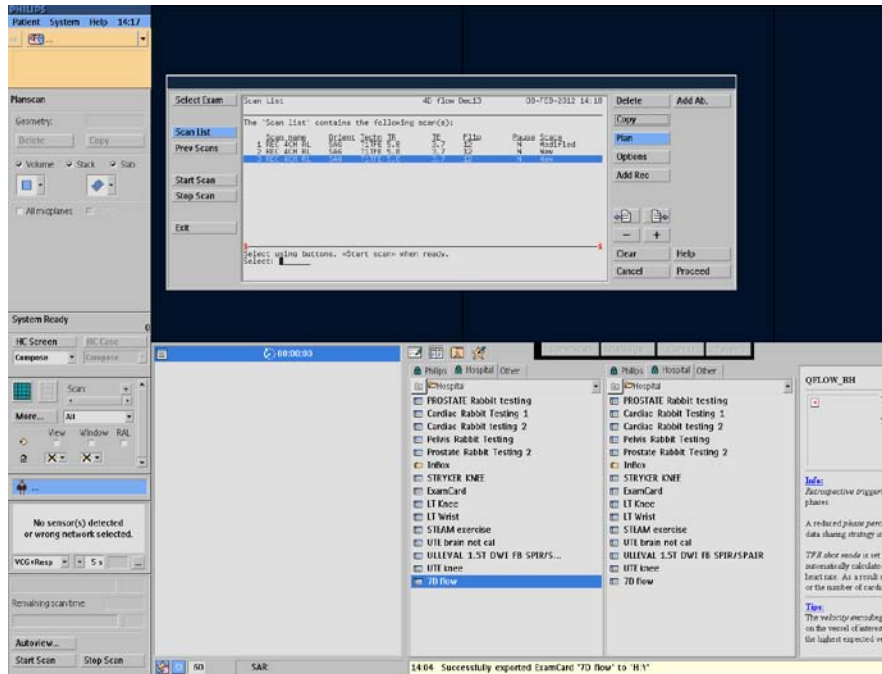 PHILIPS
Patient System Help 14:17
...
Planscan
Geometry:
Delete Copy
Volume Stack Slab
All midplanes
System Ready
0
HC Screen HC Case
Compose Compose
Scan
More... All
View Window RAL
...
No sensor(s) detected
or wrong network selected.
VCG+Resp 5 s ...
Remaining scan time
Autoview...
Start Scan Stop Scan
Select Exam
Scan List
Prev Scans
Start Scan
Stop Scan
Exit
Scan List 4D flow Dec13 08-FEB-2012 14:18
The 'Scan list' contains the following scan(s):
Scan name Orient Techn TR TE Flip Pause Scans
1 REC 4CH RL SAG T1TFE 5.8 3.7 12 N Modified
2 REC 4CH RL SAG T1TFE 5.8 3.7 12 N New
3 REC 4CH RL SAG T1TFE 5.8 3.7 12 N New
Select using buttons. «Start scan» when ready.
Select:
Delete Add Ab.
Copy
Plan
Options
Add Rec
- +
Clear Help
Cancel Proceed
00:00:00
60 SAR:
Philips Hospital Other
Hospital
PROSTATE Rabbit testing
Cardiac Rabbit Testing 1
Cardiac Rabbit testing 2
Pelvis Rabbit Testing
Prostate Rabbit Testing 2
InBox
STRYKER KNEE
ExamCard
LT Knee
LT Wrist
STEAM exercise
UTE brain not cal
ULLEVAL 1.5T DWI FB SPIR/S...
UTE knee
7D flow
Philips Hospital Other
Hospital
PROSTATE Rabbit testing
Cardiac Rabbit Testing 1
Cardiac Rabbit testing 2
Pelvis Rabbit Testing
Prostate Rabbit Testing 2
InBox
STRYKER KNEE
ExamCard
LT Knee
LT Wrist
STEAM exercise
UTE brain not cal
ULLEVAL 1.5T DWI FB SPIR/SPAIR
UTE knee
7D flow
14:04 Successfully exported ExamCard "7D flow" to 'H:\'
QFLOW_BH
Info:
Retrospective trigger
phases
A reduced phase perc
data sharing strategy
TFR shot mode is set
automatically calculate
heart rate. As a result
or the number of cardi
Tips:
The velocity encoding
on the vessel of interes
the highest expected ve